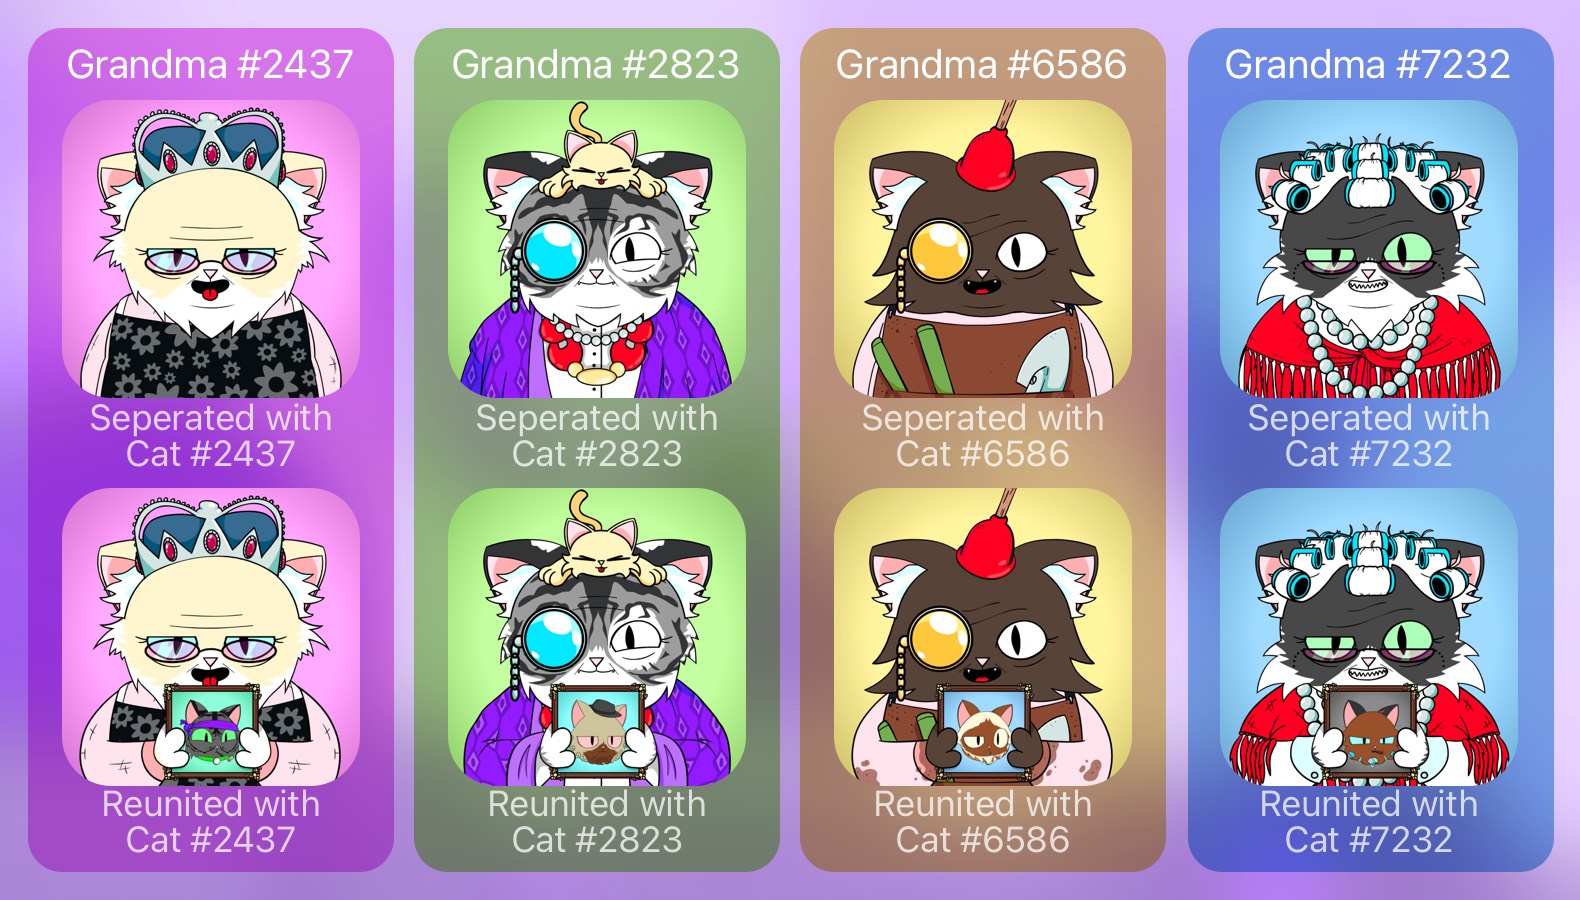 Grandma #2437
Seperated with
Cat #2437
Reunited with
Cat #2437
Grandma #2823
Seperated with
Cat #2823
Reunited with
Cat #2823
Grandma #6586
Seperated with
Cat #6586
Reunited with
Cat #6586
Grandma #7232
Seperated with
Cat #7232
Reunited with
Cat #7232